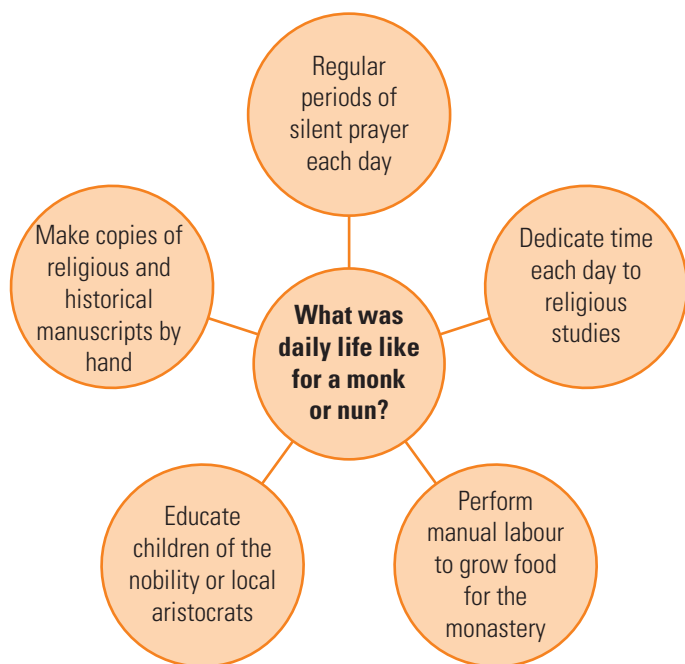 Regular
periods of
silent prayer
each day
Make copies of
religious and
historical
manuscripts by
hand
Dedicate time
each day to
religious
studies
What was
daily life like
for a monk
or nun?
Educate
children of the
nobility or local
aristocrats
Perform
manual labour
to grow food
for the
monastery